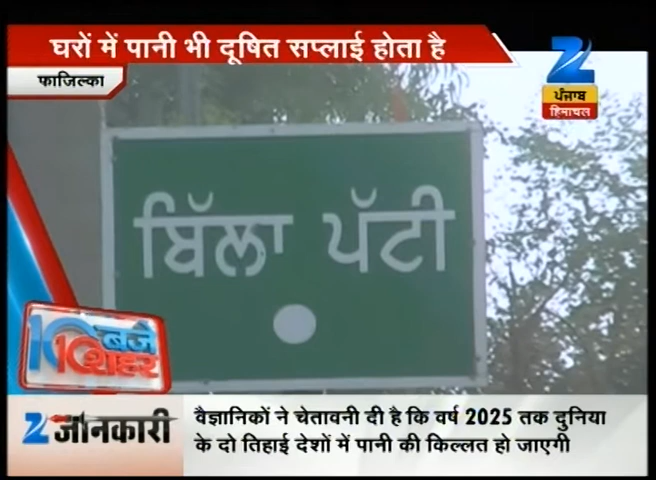 घरों में पानी भी दूषित सप्लाई होता है
फाजिल्का
Z
ਪੰਜਾਬ
हिमाचल
ਬਿੱਲਾ ਪੱਟੀ
10 बजे
10 शहर
Z जानकारी
वैज्ञानिकों ने चेतावनी दी है कि वर्ष 2025 तक दुनिया
के दो तिहाई देशों में पानी की किल्लत हो जाएगी